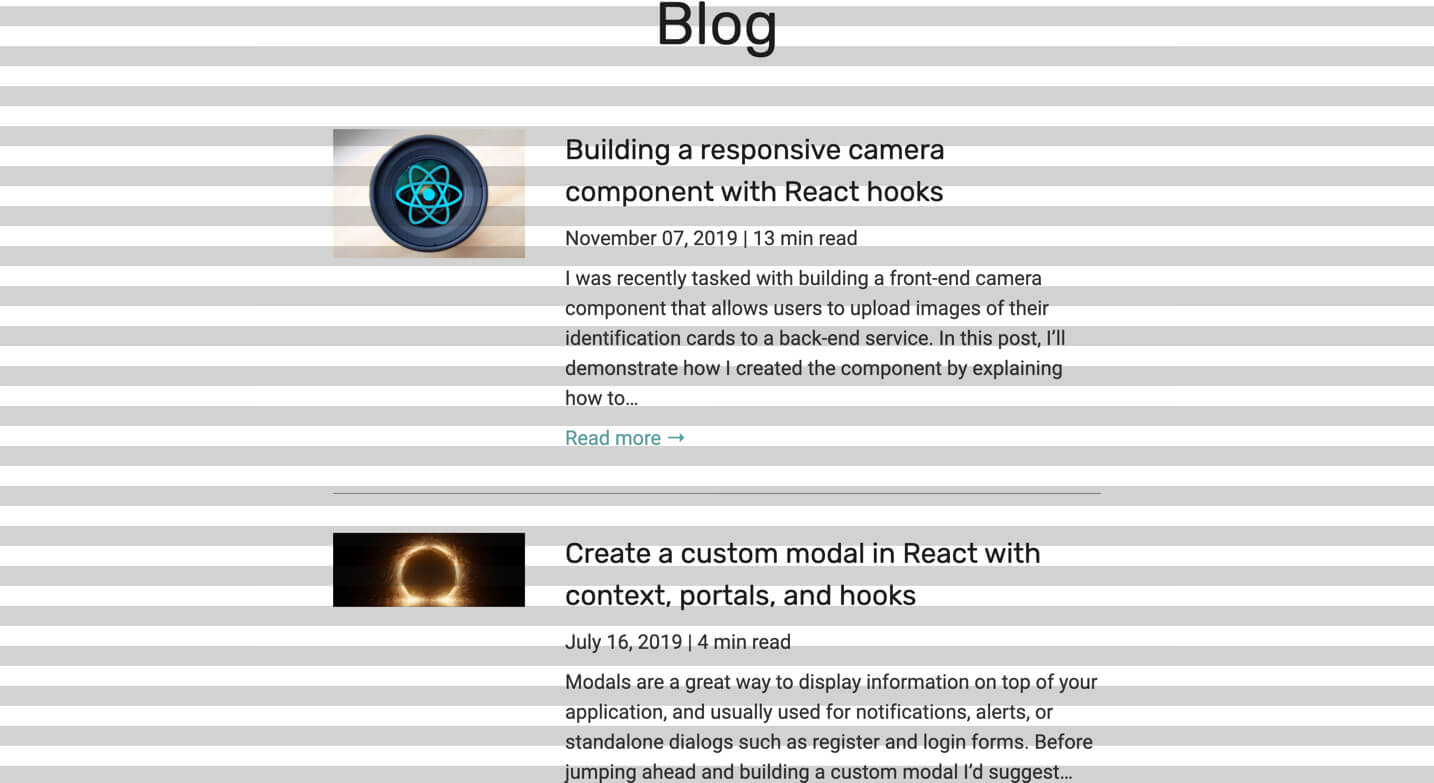 Blog
Building a responsive camera
component with React hooks
November 07, 2019 | 13 min read
I was recently tasked with building a front-end camera
component that allows users to upload images of their
identification cards to a back-end service. In this post, I’ll
demonstrate how I created the component by explaining
how to…
Read more →
Create a custom modal in React with
context, portals, and hooks
July 16, 2019 | 4 min read
Modals are a great way to display information on top of your
application, and usually used for notifications, alerts, or
standalone dialogs such as register and login forms. Before
jumping ahead and building a custom modal I’d suggest…